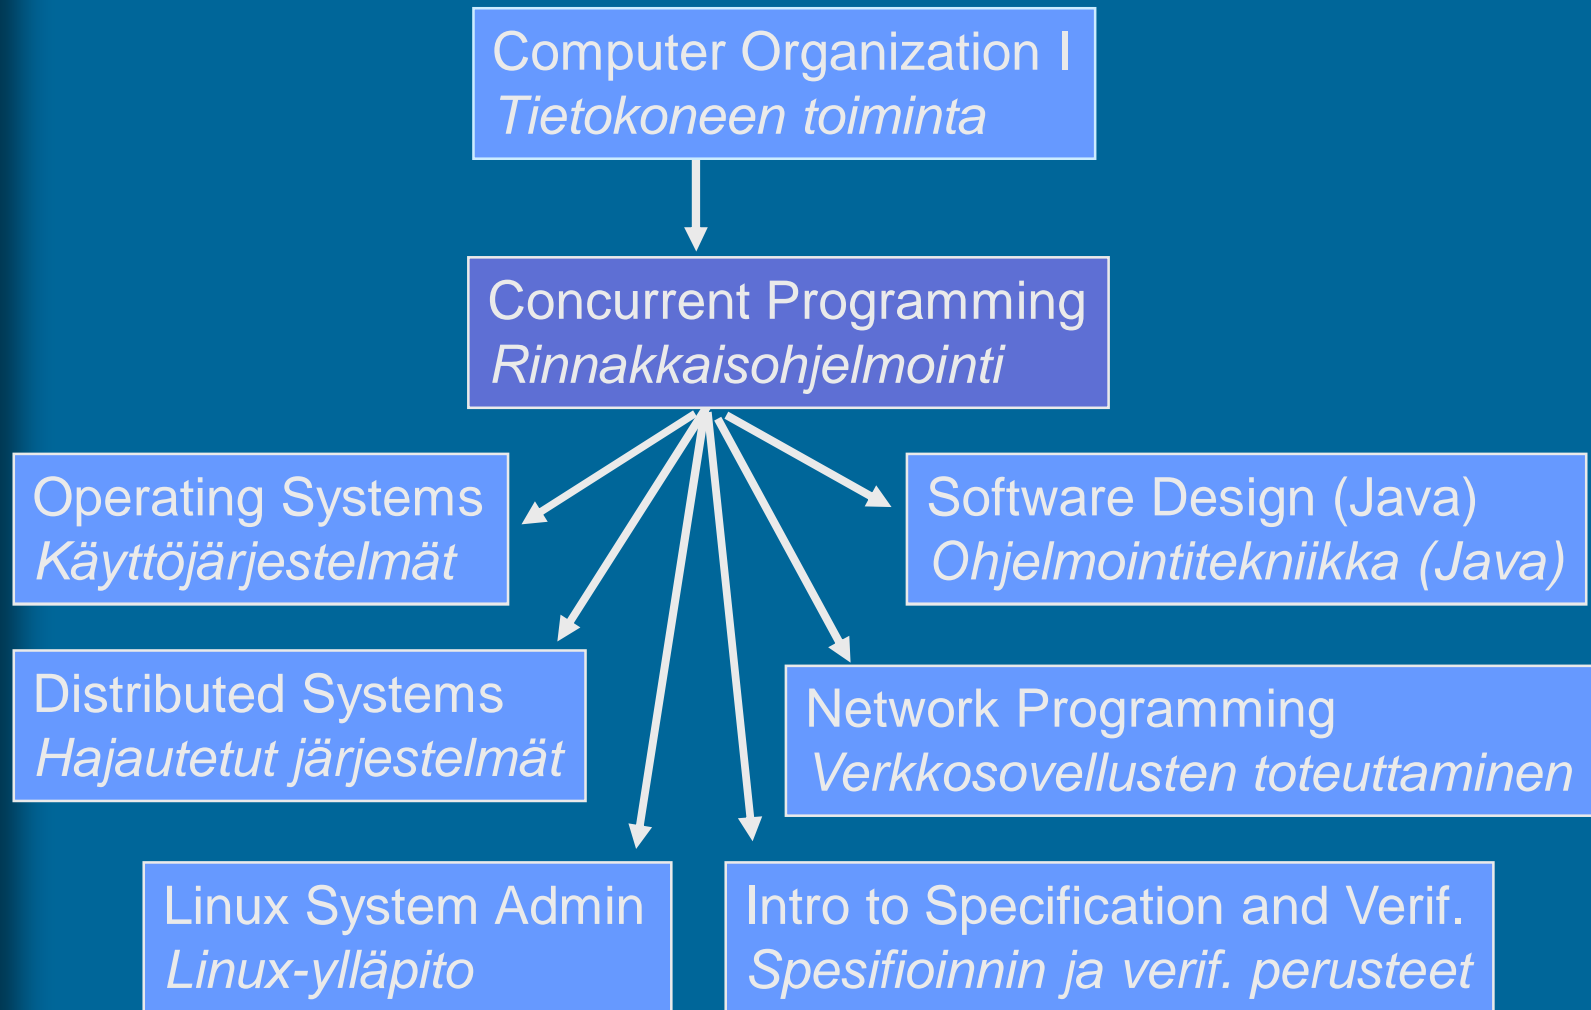 Computer Organization I
Tietokoneen toiminta
Concurrent Programming
Rinnakkaisohjelmointi
Operating Systems
Käyttöjärjestelmät
Software Design (Java)
Ohjelmointitekniikka (Java)
Distributed Systems
Hajautetut järjestelmät
Network Programming
Verkkosovellusten toteuttaminen
Linux System Admin
Linux-ylläpito
Intro to Specification and Verif.
Spesifioinnin ja verif. perusteet